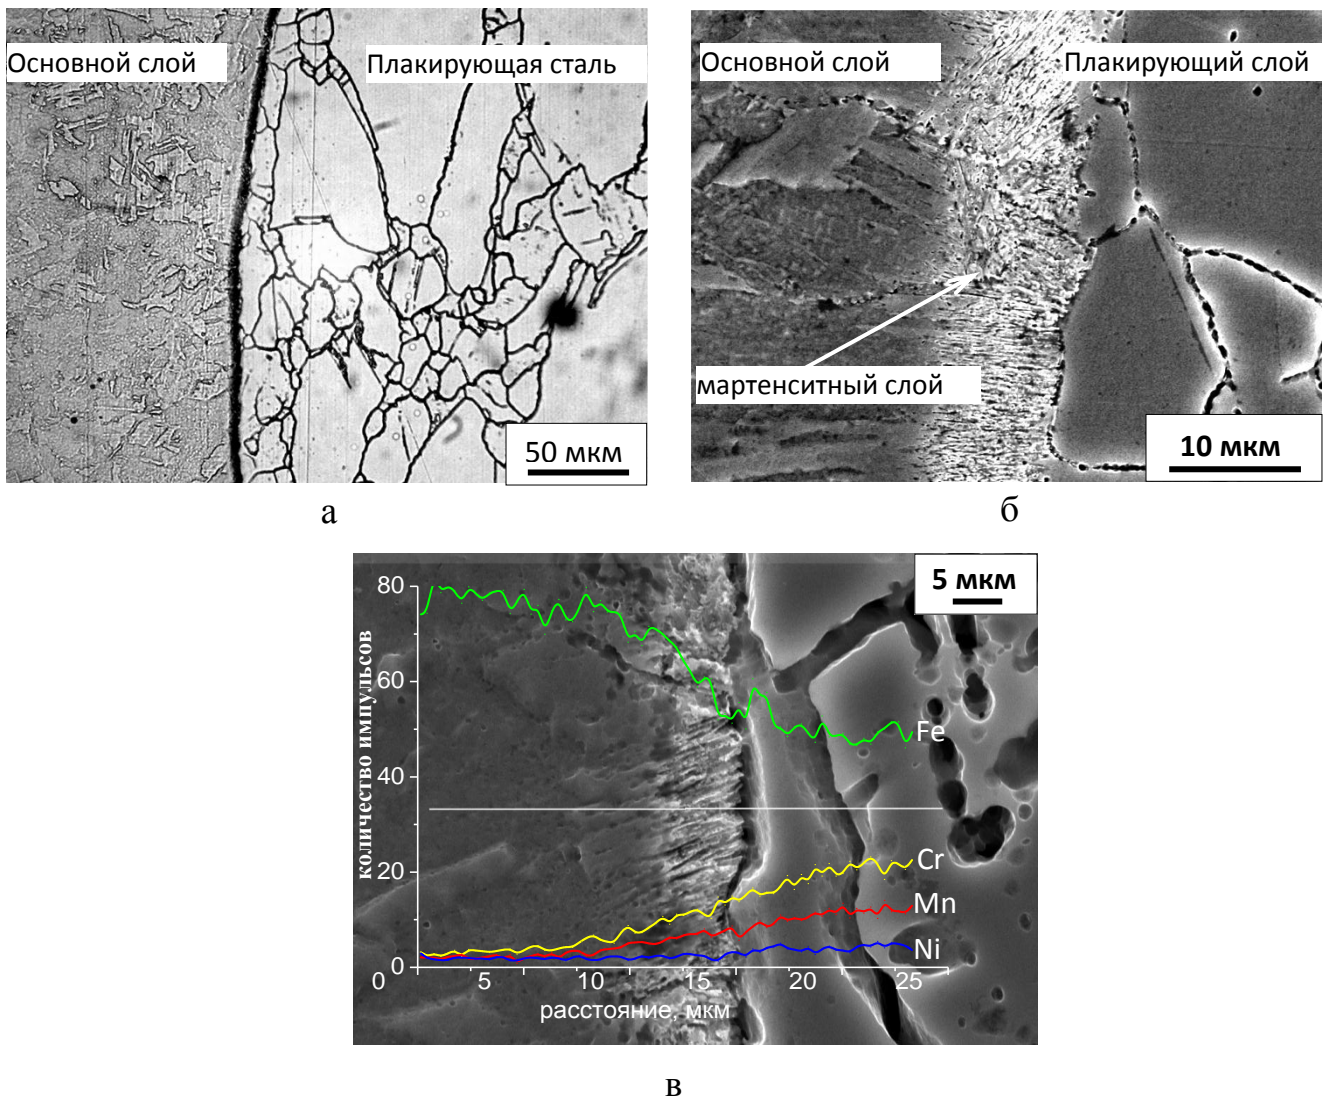 Основной слой
Плакирующая сталь
50 мкм
а
Основной слой
Плакирующий слой
мартенситный слой
10 мкм
б
5 мкм
80
60
40
20
0
количество импульсов
Fe
Cr
Mn
Ni
0 5 10 15 20 25
расстояние, мкм
в